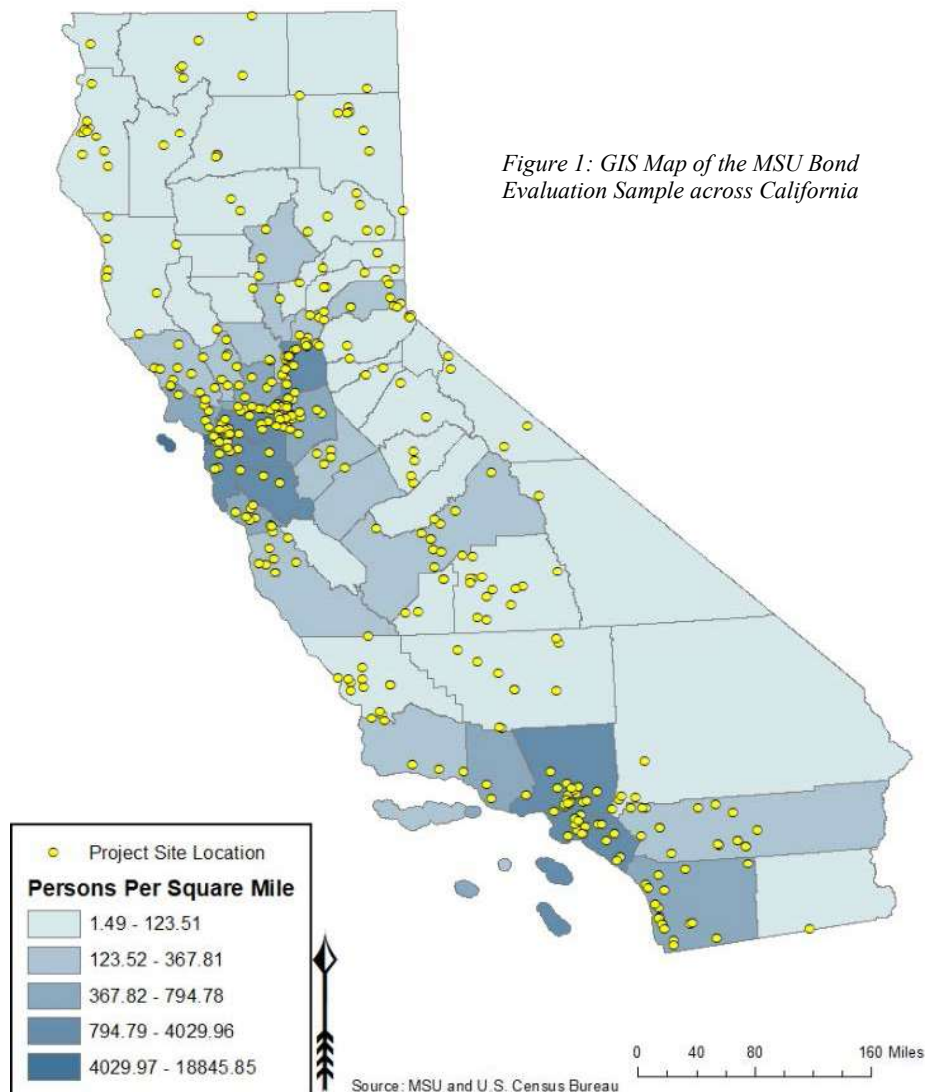 Figure 1: GIS Map of the MSU Bond
Evaluation Sample across California
Project Site Location
Persons Per Square Mile
1.49 - 123.51
123.52 - 367.81
367.82 - 794.78
794.79 - 4029.96
4029.97 - 18845.85
0 40 80 160 Miles
Source: MSU and U.S. Census Bureau